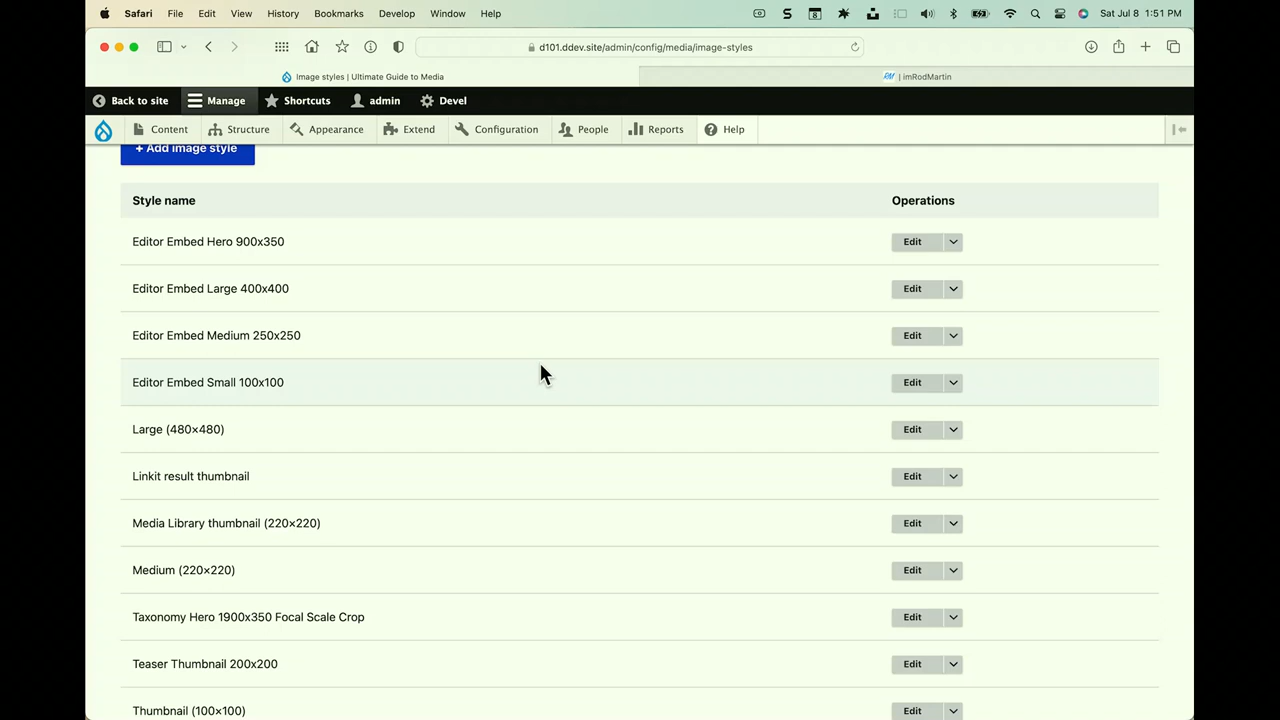 Safari File Edit View History Bookmarks Develop Window Help
S 8 Sat Jul 8 1:51 PM
d101.ddev.site/admin/config/media/image-styles
Image styles | Ultimate Guide to Media
RM | imRodMartin
Back to site Manage Shortcuts admin Devel
Content Structure Appearance Extend Configuration People Reports Help
+ Add image style
Style name Operations
Editor Embed Hero 900x350 Edit
Editor Embed Large 400x400 Edit
Editor Embed Medium 250x250 Edit
Editor Embed Small 100x100 Edit
Large (480×480) Edit
Linkit result thumbnail Edit
Media Library thumbnail (220×220) Edit
Medium (220×220) Edit
Taxonomy Hero 1900x350 Focal Scale Crop Edit
Teaser Thumbnail 200x200 Edit
Thumbnail (100×100) Edit